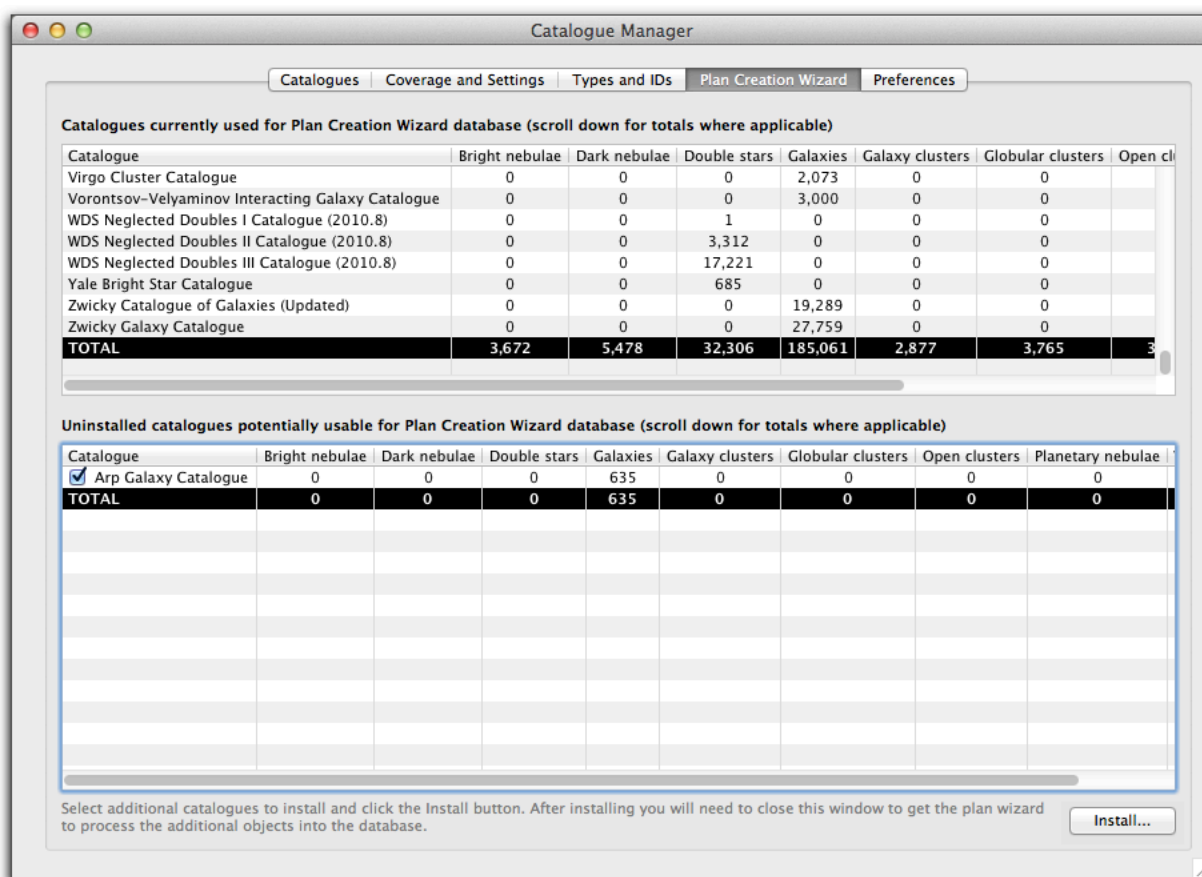 Catalogue Manager
Catalogues Coverage and Settings Types and IDs Plan Creation Wizard Preferences
Catalogues currently used for Plan Creation Wizard database (scroll down for totals where applicable)
Catalogue Bright nebulae Dark nebulae Double stars Galaxies Galaxy clusters Globular clusters Open cl
Virgo Cluster Catalogue 0 0 0 2,073 0 0
Vorontsov-Velyaminov Interacting Galaxy Catalogue 0 0 0 3,000 0 0
WDS Neglected Doubles I Catalogue (2010.8) 0 0 1 0 0 0
WDS Neglected Doubles II Catalogue (2010.8) 0 0 3,312 0 0 0
WDS Neglected Doubles III Catalogue (2010.8) 0 0 17,221 0 0 0
Yale Bright Star Catalogue 0 0 685 0 0 0
Zwicky Catalogue of Galaxies (Updated) 0 0 0 19,289 0 0
Zwicky Galaxy Catalogue 0 0 0 27,759 0 0
TOTAL 3,672 5,478 32,306 185,061 2,877 3,765 3
Uninstalled catalogues potentially usable for Plan Creation Wizard database (scroll down for totals where applicable)
Catalogue Bright nebulae Dark nebulae Double stars Galaxies Galaxy clusters Globular clusters Open clusters Planetary nebulae
Arp Galaxy Catalogue 0 0 0 635 0 0 0 0
TOTAL 0 0 0 635 0 0 0 0
Select additional catalogues to install and click the Install button. After installing you will need to close this window to get the plan wizard
to process the additional objects into the database.
Install...